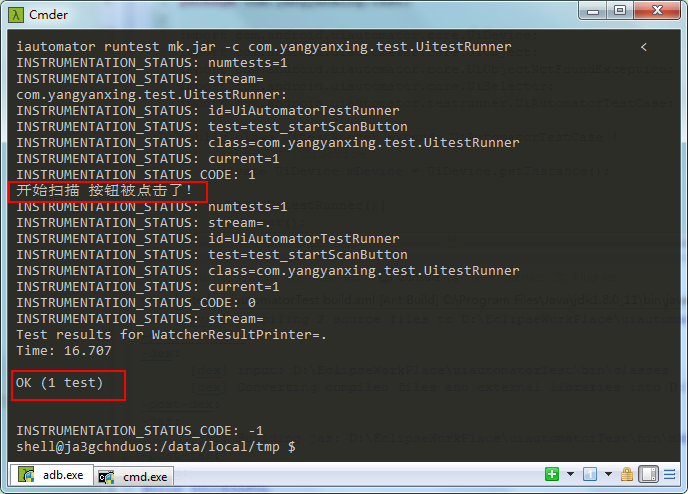 Cmder
iautomator runtest mk.jar -c com.yangyanxing.test.UitestRunner <
INSTRUMENTATION_STATUS: numtests=1
INSTRUMENTATION_STATUS: stream=
com.yangyanxing.test.UitestRunner:
INSTRUMENTATION_STATUS: id=UiAutomatorTestRunner
INSTRUMENTATION_STATUS: test=test_startScanButton
INSTRUMENTATION_STATUS: class=com.yangyanxing.test.UitestRunner
INSTRUMENTATION_STATUS: current=1
INSTRUMENTATION_STATUS_CODE: 1
开始扫描 按钮被点击了!
INSTRUMENTATION_STATUS: numtests=1
INSTRUMENTATION_STATUS: stream=.
INSTRUMENTATION_STATUS: id=UiAutomatorTestRunner
INSTRUMENTATION_STATUS: test=test_startScanButton
INSTRUMENTATION_STATUS: class=com.yangyanxing.test.UitestRunner
INSTRUMENTATION_STATUS: current=1
INSTRUMENTATION_STATUS_CODE: 0
INSTRUMENTATION_STATUS: stream=
Test results for WatcherResultPrinter=.
Time: 16.707
OK (1 test)
INSTRUMENTATION_STATUS_CODE: -1
shell@ja3gchnduos:/data/local/tmp $
adb.exe cmd.exe